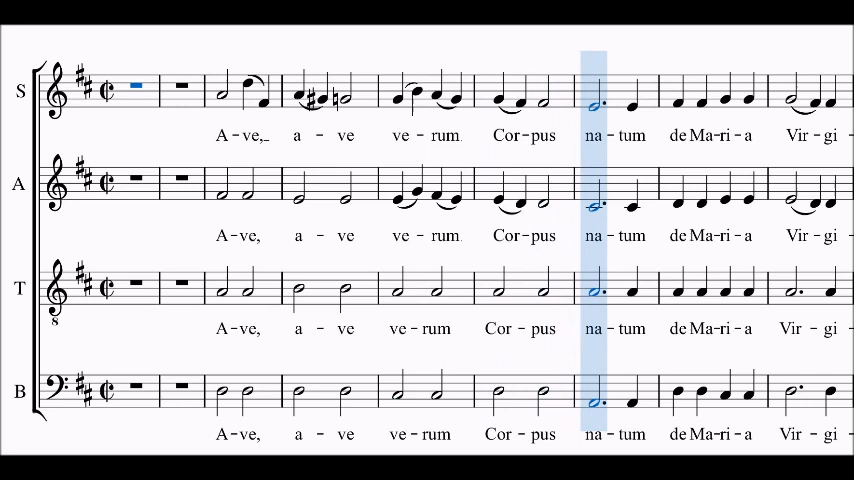 S
A-ve,_ a - ve ve-rum Cor-pus na-tum de Ma-ri-a Vir-gi-
A
A-ve, a - ve ve-rum Cor-pus na-tum de Ma-ri-a Vir-gi-
T
8
A-ve, a - ve ve-rum Cor-pus na-tum de Ma-ri-a Vir-gi-
B
A-ve, a - ve ve-rum Cor-pus na-tum de Ma-ri-a Vir-gi-